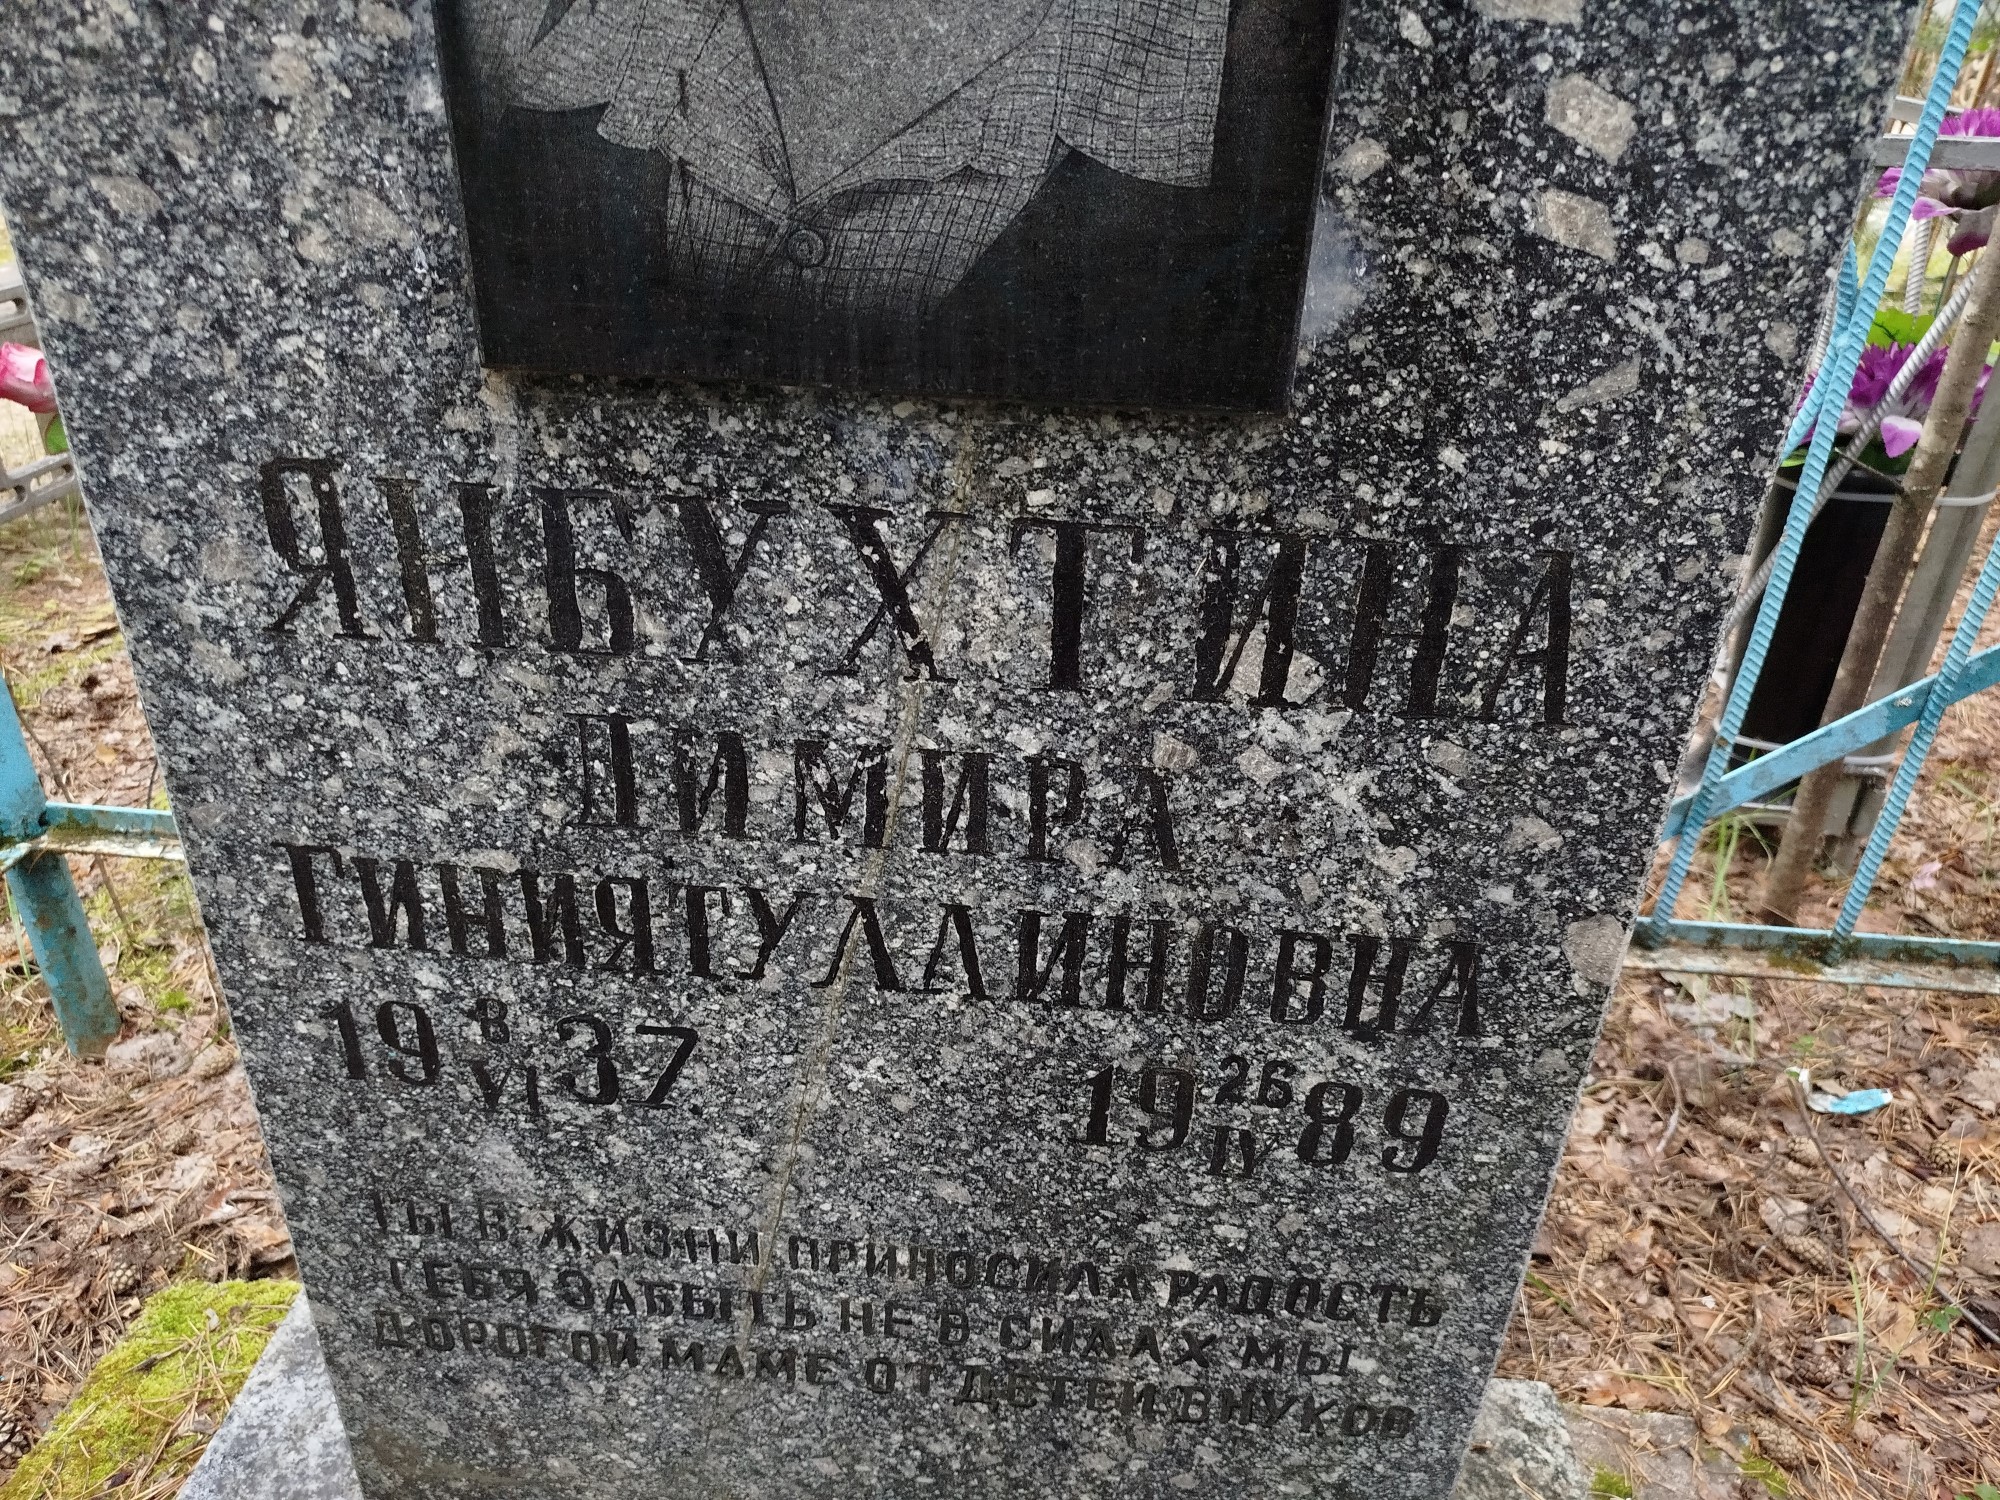 ЯНБУХТИНА
ДИМИРА
ГИНИЯТУЛЛИНОВНА
19 8/VI 37. 19 26/IV 89
ТЫ В ЖИЗНИ ПРИНОСИЛА РАДОСТЬ
ТЕБЯ ЗАБЫТЬ НЕ В СИЛАХ МЫ
ДОРОГОЙ МАМЕ ОТ ДЕТЕЙ ВНУКОВ